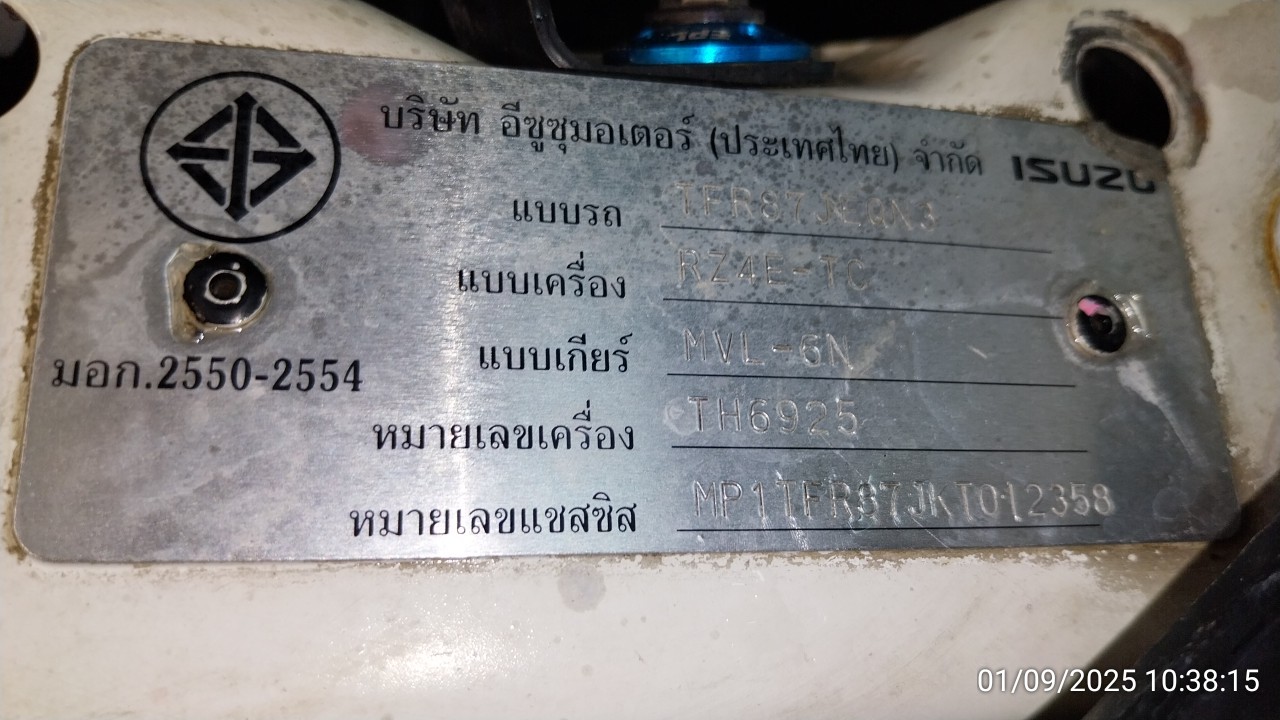 EPL
บริษัท อีซูซุมอเตอร์ (ประเทศไทย) จำกัด ISUZU
แบบรถ
แบบเครื่อง RZ4E-TC
แบบเกียร์ MVL-6N
มอก.2550-2554
หมายเลขเครื่อง TH6925
หมายเลขแชสซิส MP1TFR87JKT012358
01/09/2025 10:38:15